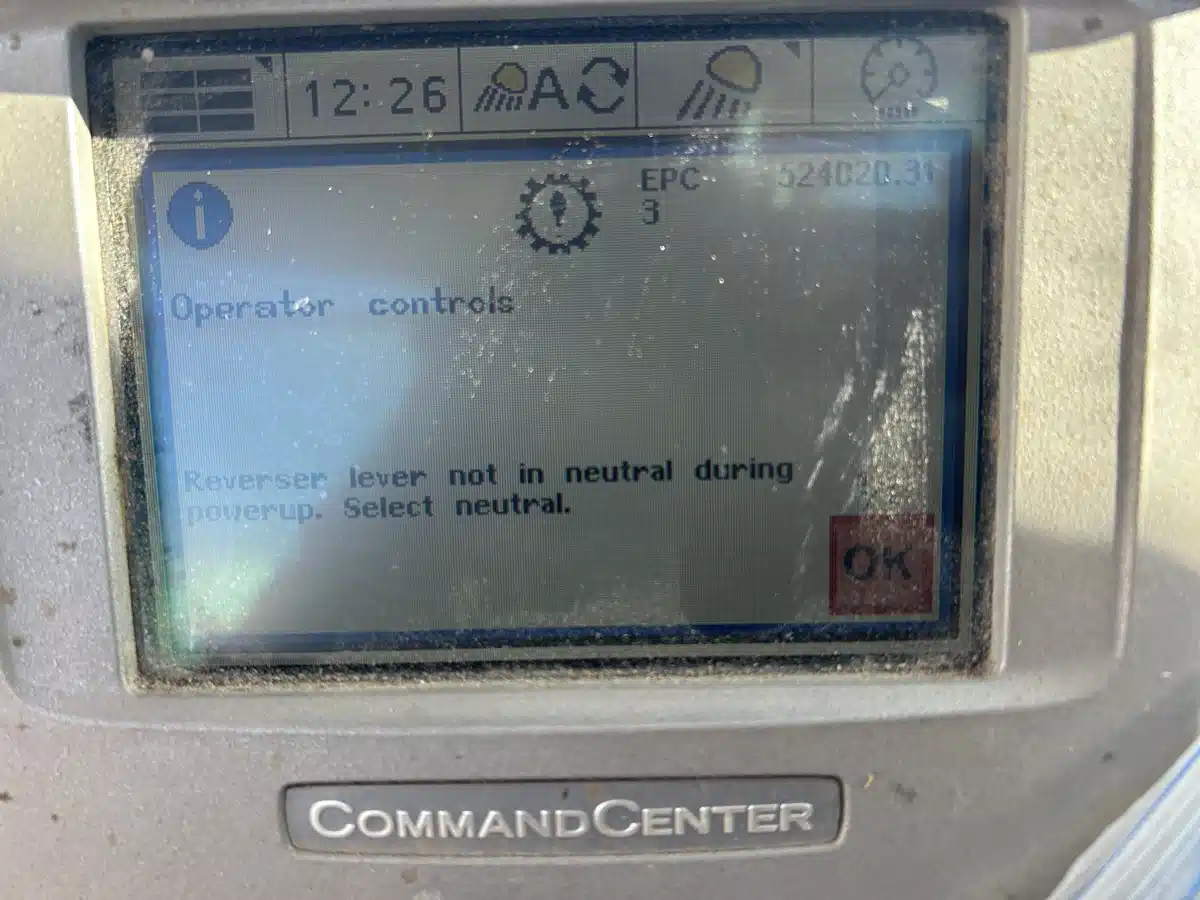 12:26 A
EPC 524020.31
3
Operator controls
Reverser lever not in neutral during
powerup. Select neutral.
OK
COMMANDCENTER